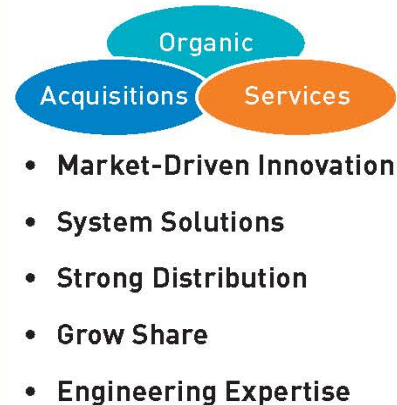 Organic
Acquisitions Services
• Market-Driven Innovation
• System Solutions
• Strong Distribution
• Grow Share
• Engineering Expertise